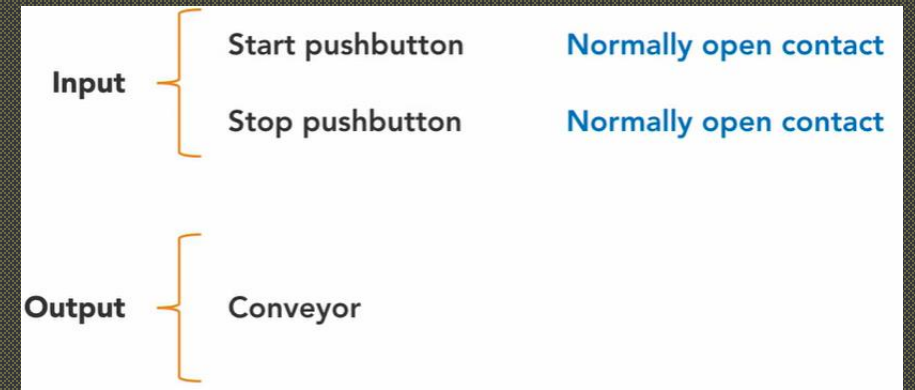 Input
Start pushbutton Normally open contact
Stop pushbutton Normally open contact
Output
Conveyor